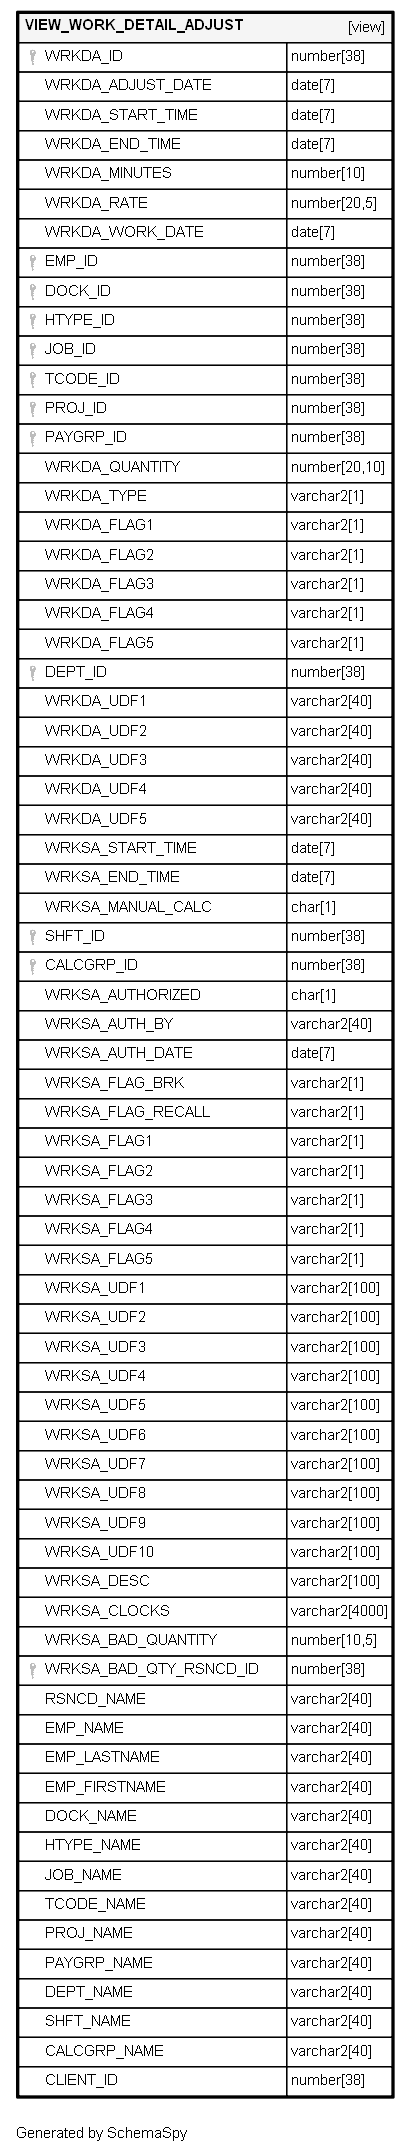 VIEW_WORK_DETAIL_ADJUST [view]
WRKDA_ID number[38]
WRKDA_ADJUST_DATE date[7]
WRKDA_START_TIME date[7]
WRKDA_END_TIME date[7]
WRKDA_MINUTES number[10]
WRKDA_RATE number[20,5]
WRKDA_WORK_DATE date[7]
EMP_ID number[38]
DOCK_ID number[38]
HTYPE_ID number[38]
JOB_ID number[38]
TCODE_ID number[38]
PROJ_ID number[38]
PAYGRP_ID number[38]
WRKDA_QUANTITY number[20,10]
WRKDA_TYPE varchar2[1]
WRKDA_FLAG1 varchar2[1]
WRKDA_FLAG2 varchar2[1]
WRKDA_FLAG3 varchar2[1]
WRKDA_FLAG4 varchar2[1]
WRKDA_FLAG5 varchar2[1]
DEPT_ID number[38]
WRKDA_UDF1 varchar2[40]
WRKDA_UDF2 varchar2[40]
WRKDA_UDF3 varchar2[40]
WRKDA_UDF4 varchar2[40]
WRKDA_UDF5 varchar2[40]
WRKSA_START_TIME date[7]
WRKSA_END_TIME date[7]
WRKSA_MANUAL_CALC char[1]
SHFT_ID number[38]
CALCGRP_ID number[38]
WRKSA_AUTHORIZED char[1]
WRKSA_AUTH_BY varchar2[40]
WRKSA_AUTH_DATE date[7]
WRKSA_FLAG_BRK varchar2[1]
WRKSA_FLAG_RECALL varchar2[1]
WRKSA_FLAG1 varchar2[1]
WRKSA_FLAG2 varchar2[1]
WRKSA_FLAG3 varchar2[1]
WRKSA_FLAG4 varchar2[1]
WRKSA_FLAG5 varchar2[1]
WRKSA_UDF1 varchar2[100]
WRKSA_UDF2 varchar2[100]
WRKSA_UDF3 varchar2[100]
WRKSA_UDF4 varchar2[100]
WRKSA_UDF5 varchar2[100]
WRKSA_UDF6 varchar2[100]
WRKSA_UDF7 varchar2[100]
WRKSA_UDF8 varchar2[100]
WRKSA_UDF9 varchar2[100]
WRKSA_UDF10 varchar2[100]
WRKSA_DESC varchar2[100]
WRKSA_CLOCKS varchar2[4000]
WRKSA_BAD_QUANTITY number[10,5]
WRKSA_BAD_QTY_RSNCD_ID number[38]
RSNCD_NAME varchar2[40]
EMP_NAME varchar2[40]
EMP_LASTNAME varchar2[40]
EMP_FIRSTNAME varchar2[40]
DOCK_NAME varchar2[40]
HTYPE_NAME varchar2[40]
JOB_NAME varchar2[40]
TCODE_NAME varchar2[40]
PROJ_NAME varchar2[40]
PAYGRP_NAME varchar2[40]
DEPT_NAME varchar2[40]
SHFT_NAME varchar2[40]
CALCGRP_NAME varchar2[40]
CLIENT_ID number[38]
Generated by SchemaSpy